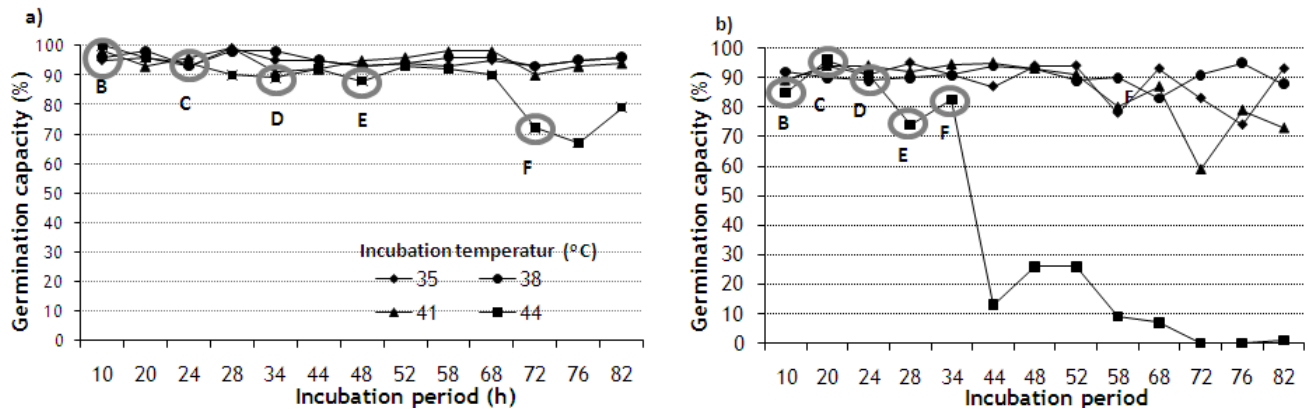 a)
Germination capacity (%)
100
90
80
70
60
50
40
30
20
10
0
B
C
D
E
F
Incubation temperatur (ºC)
35
38
41
44
10 20 24 28 34 44 48 52 58 68 72 76 82
Incubation period (h)
b)
Germination capacity (%)
100
90
80
70
60
50
40
30
20
10
0
B
C
D
E
F
F
10 20 24 28 34 44 48 52 58 68 72 76 82
Incubation period